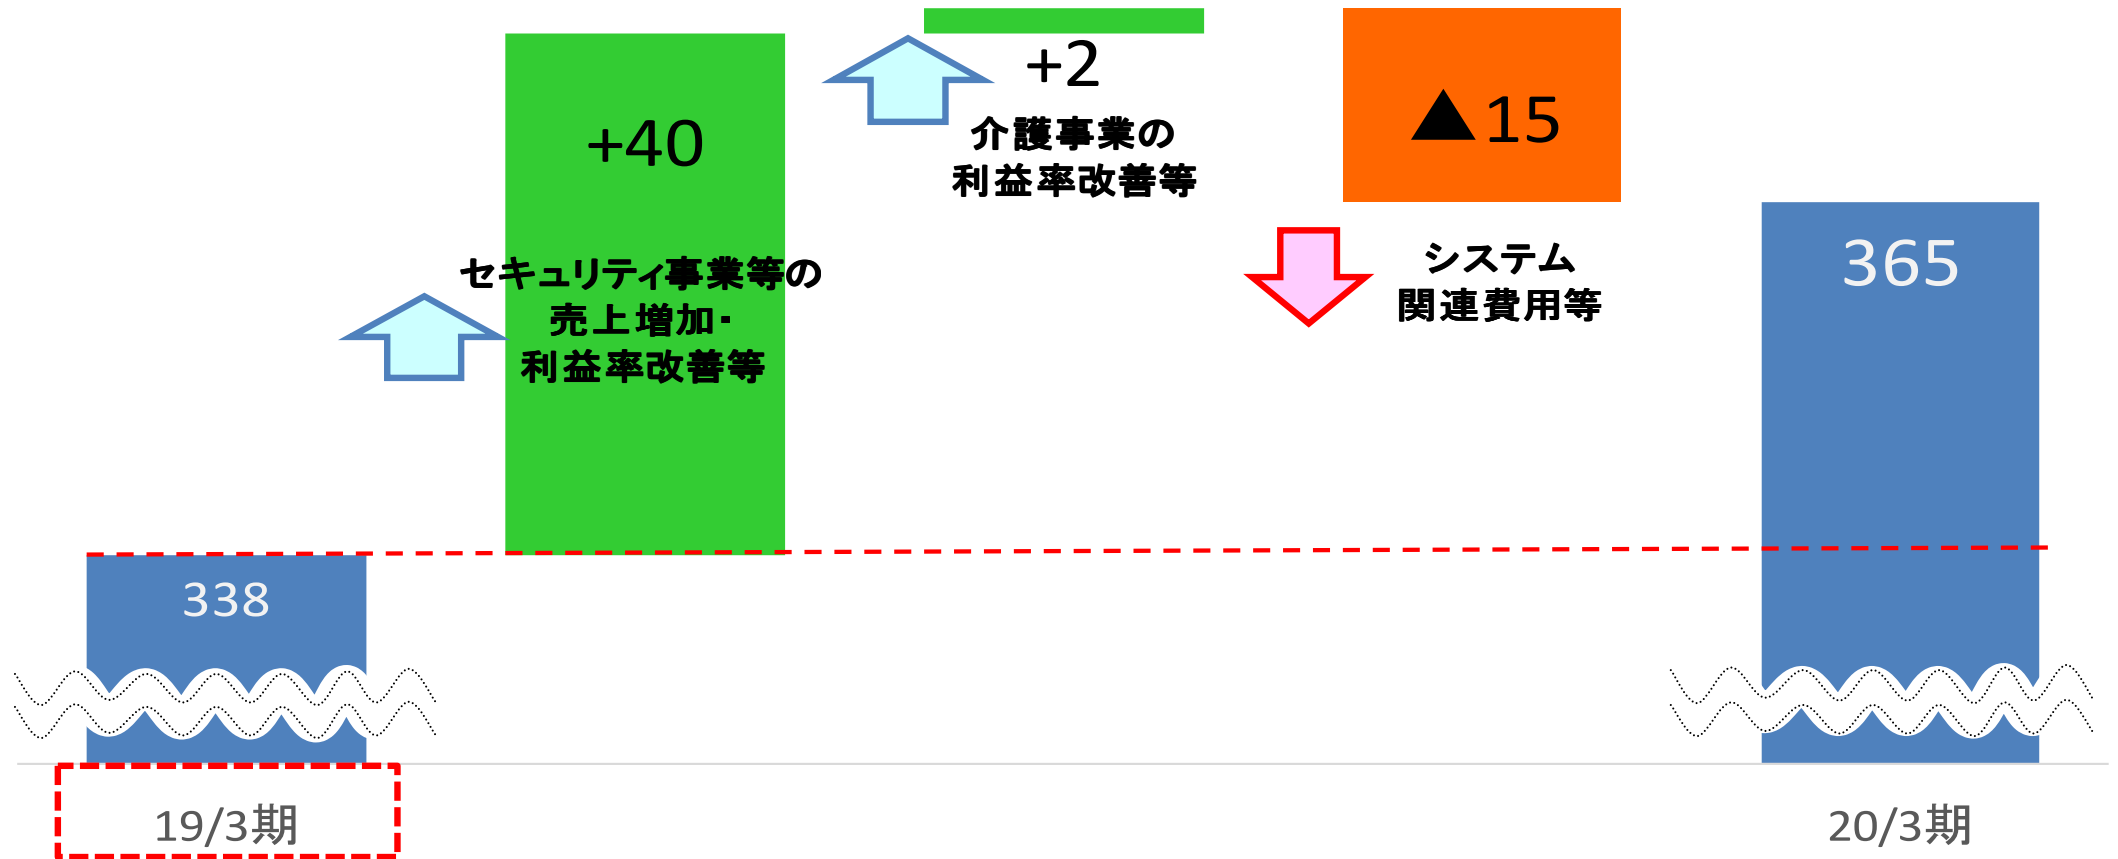 +40
セキュリティ事業等の
売上増加・
利益率改善等
+2
介護事業の
利益率改善等
▲15
システム
関連費用等
365
338
19/3期
20/3期